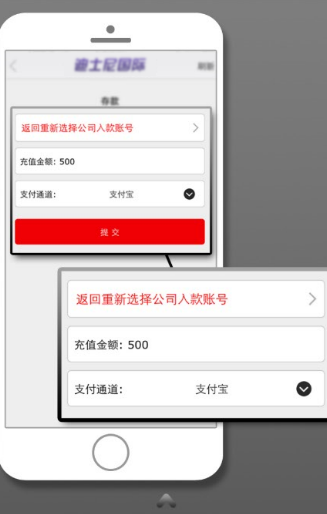 迪士尼国际
刷新
存款
返回重新选择公司入款账号
充值金额: 500
支付通道: 支付宝
提 交
返回重新选择公司入款账号
充值金额: 500
支付通道: 支付宝